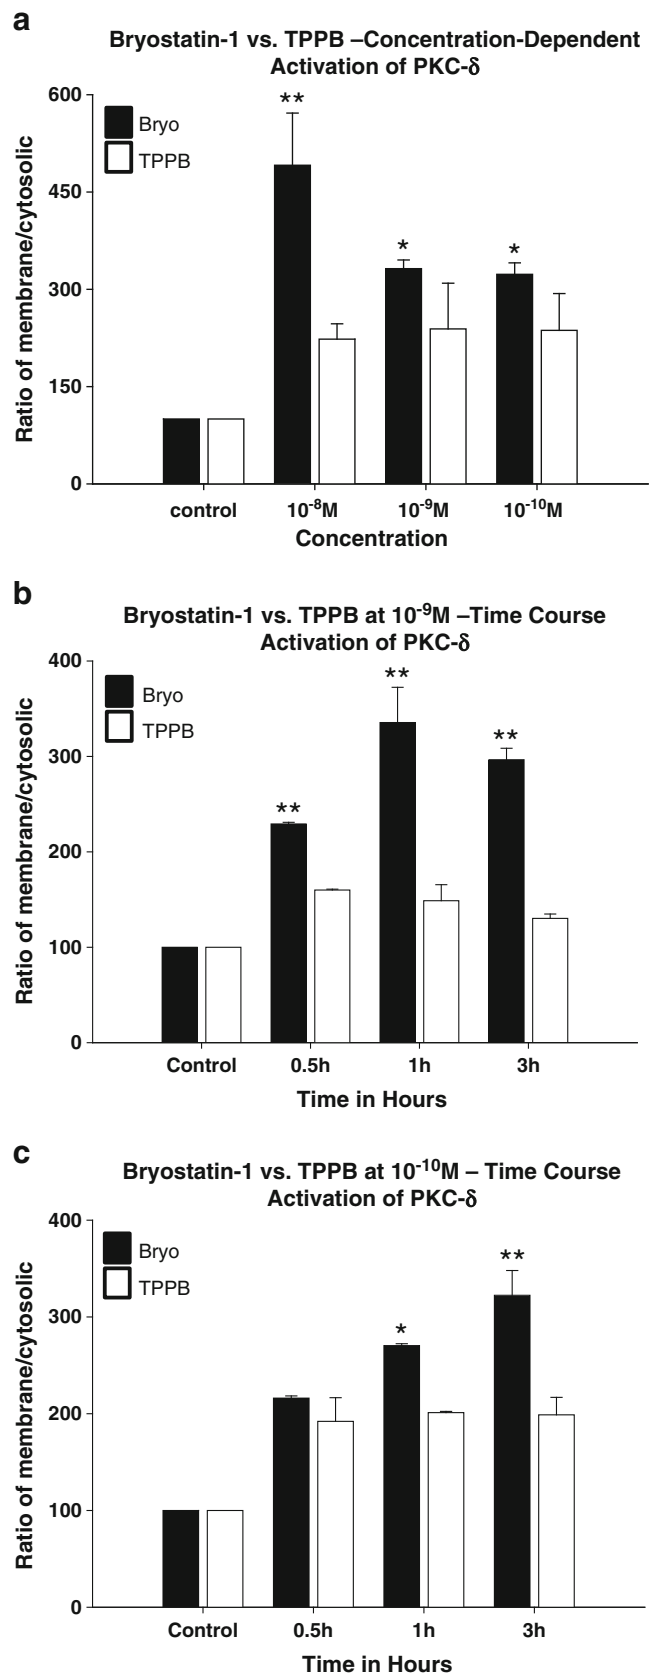 a
Bryostatin-1 vs. TPPB –Concentration-Dependent
Activation of PKC-δ
Ratio of membrane/cytosolic
600
450
300
150
0
Bryo
TPPB
**
*
*
control
10⁻⁸M
10⁻⁹M
10⁻¹⁰M
Concentration
b
Bryostatin-1 vs. TPPB at 10⁻⁹M –Time Course
Activation of PKC-δ
Ratio of membrane/cytosolic
400
300
200
100
0
Bryo
TPPB
**
**
**
Control
0.5h
1h
3h
Time in Hours
c
Bryostatin-1 vs. TPPB at 10⁻¹⁰M – Time Course
Activation of PKC-δ
Ratio of membrane/cytosolic
400
300
200
100
0
Bryo
TPPB
*
**
Control
0.5h
1h
3h
Time in Hours